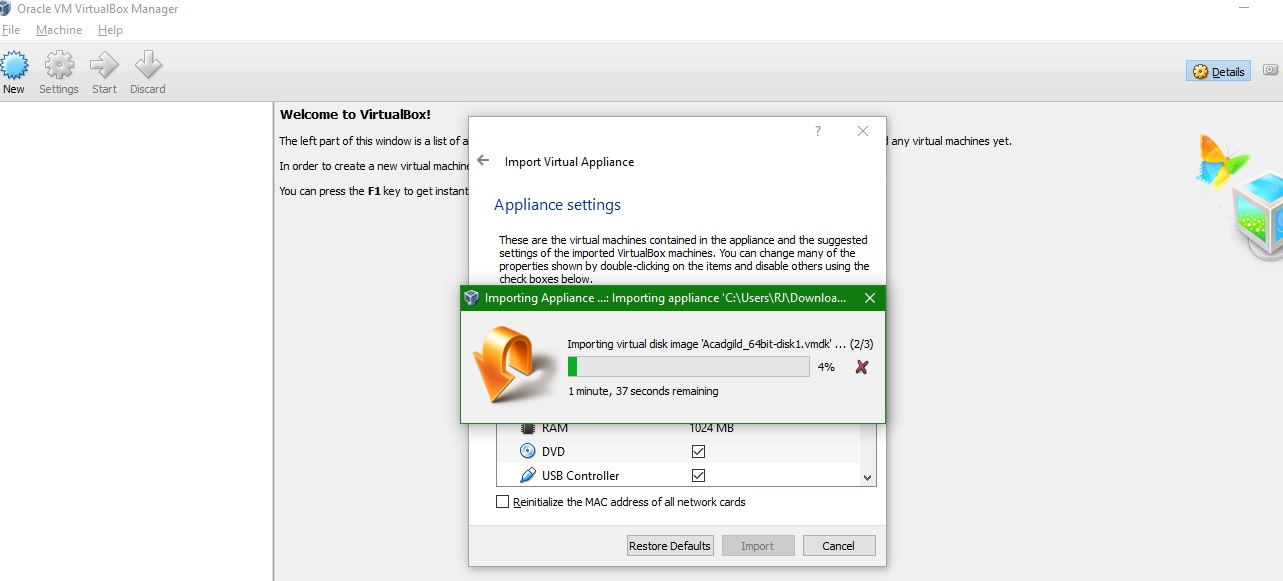 Oracle VM VirtualBox Manager
File Machine Help
New Settings Start Discard
Details
Welcome to VirtualBox!
The left part of this window is a list of a
any virtual machines yet.
In order to create a new virtual machine
You can press the F1 key to get instant
?
Import Virtual Appliance
Appliance settings
These are the virtual machines contained in the appliance and the suggested
settings of the imported VirtualBox machines. You can change many of the
properties shown by double-clicking on the items and disable others using the
check boxes below.
Importing Appliance ...: Importing appliance 'C:\Users\RJ\Downloa...
Importing virtual disk image 'Acadgild_64bit-disk1.vmdk' ... (2/3)
4%
1 minute, 37 seconds remaining
RAM 1024 MB
DVD
USB Controller
Reinitialize the MAC address of all network cards
Restore Defaults Import Cancel